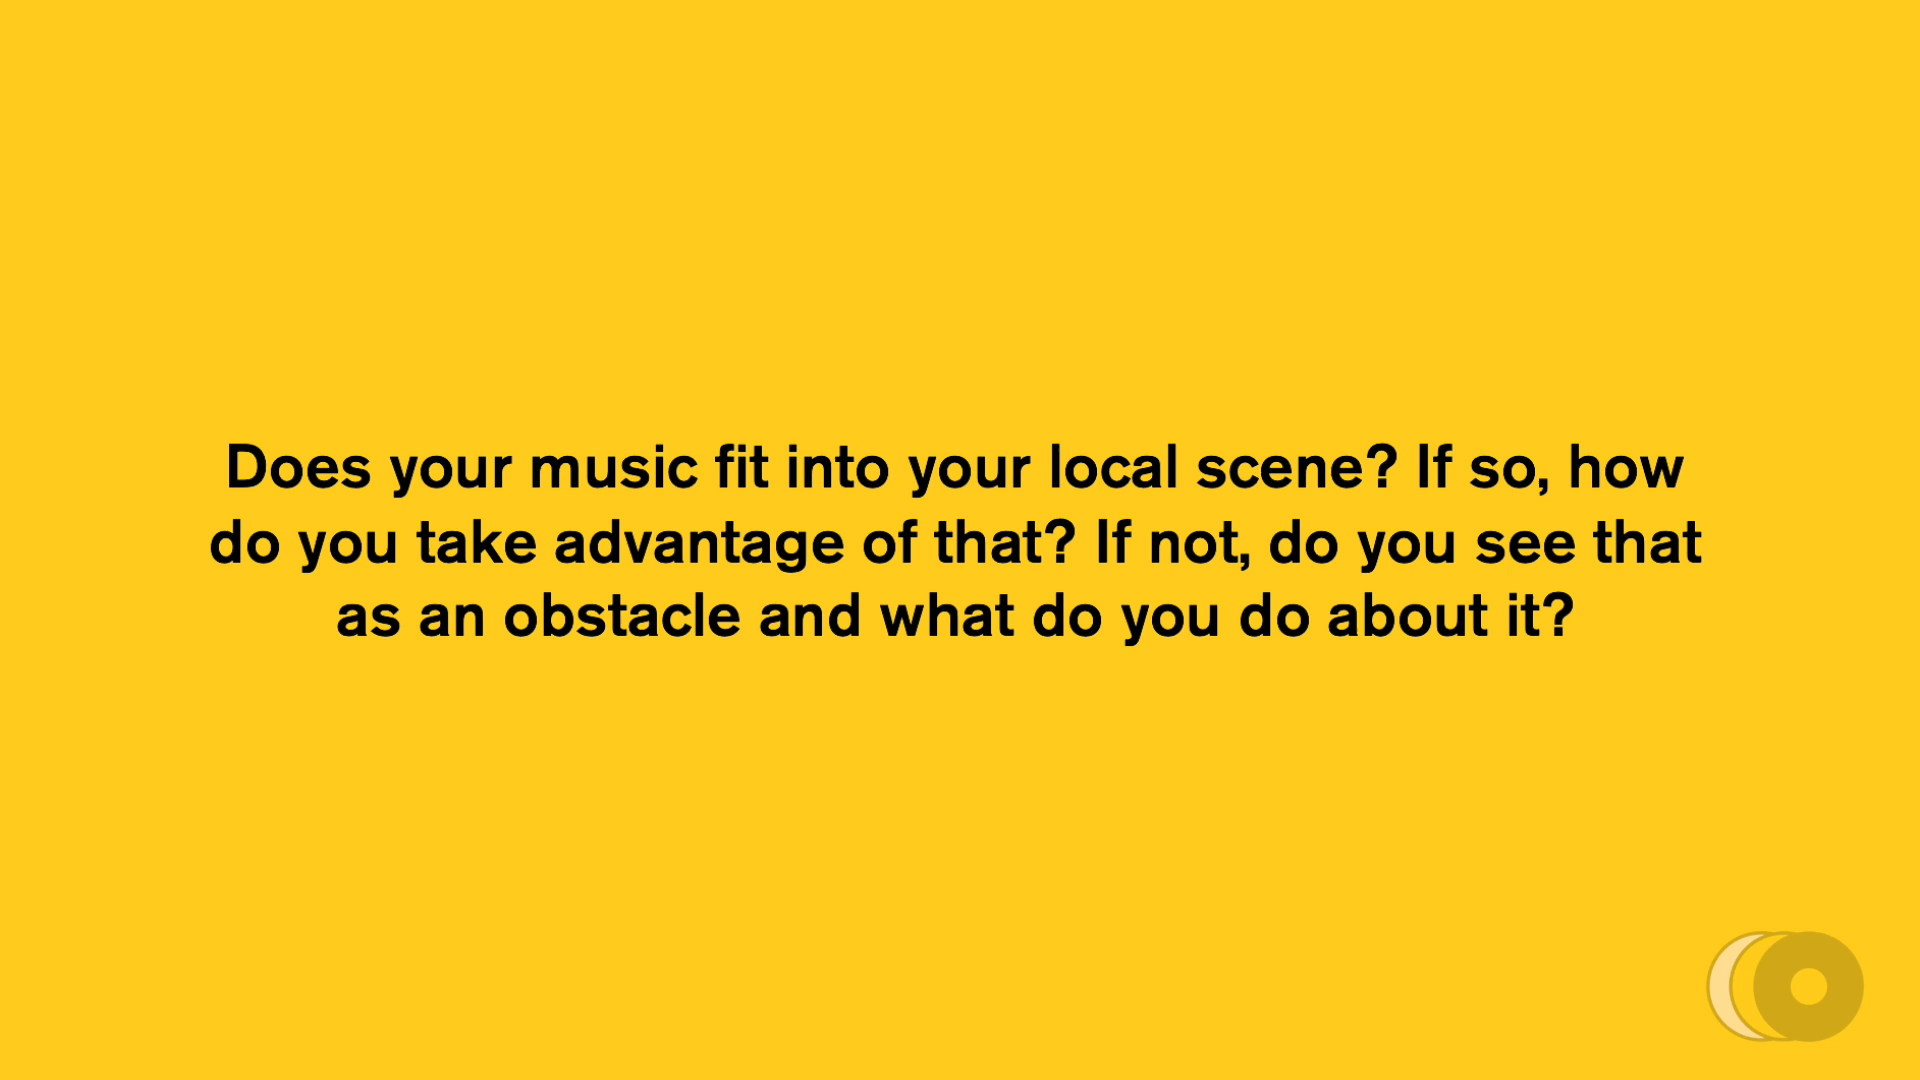 Does your music fit into your local scene? If so, how
do you take advantage of that? If not, do you see that
as an obstacle and what do you do about it?